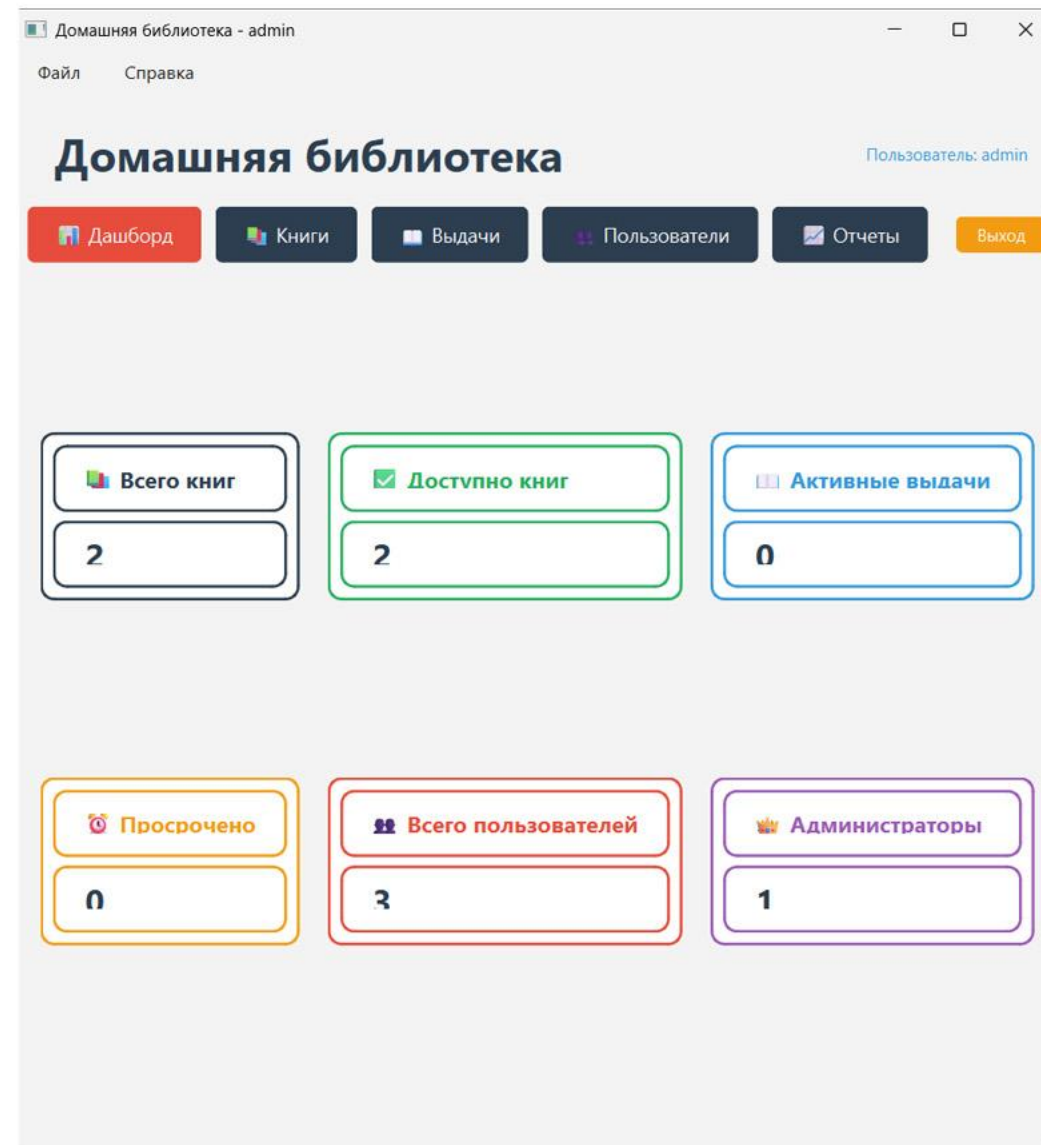 Домашняя библиотека - admin
Файл Справка
Домашняя библиотека
Пользователь: admin
Дашборд Книги Выдачи Пользователи Отчеты Выход
Всего книг Доступно книг Активные выдачи
2 2 0
Просрочено Всего пользователей Администраторы
0 3 1